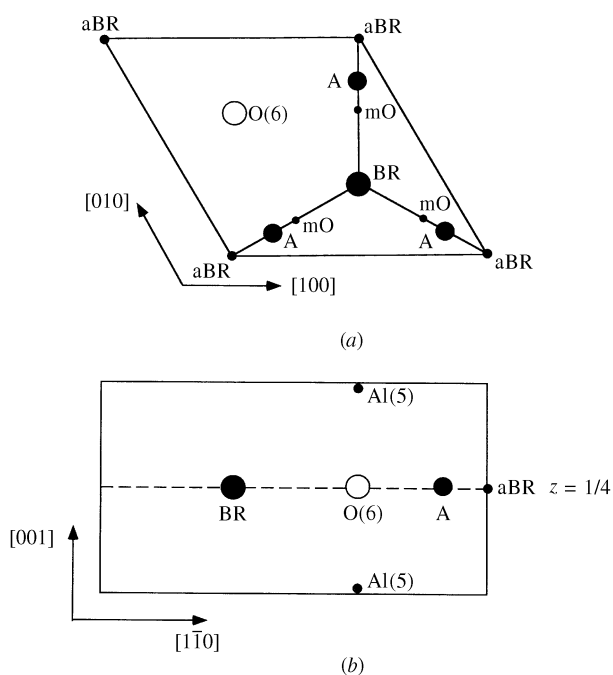 aBR
aBR
A
O(6)
mO
BR
[010]
mO
mO
A
A
aBR
aBR
[100]
(a)
Al(5)
aBR z = 1/4
BR
O(6)
A
[001]
Al(5)
[11̄0]
(b)